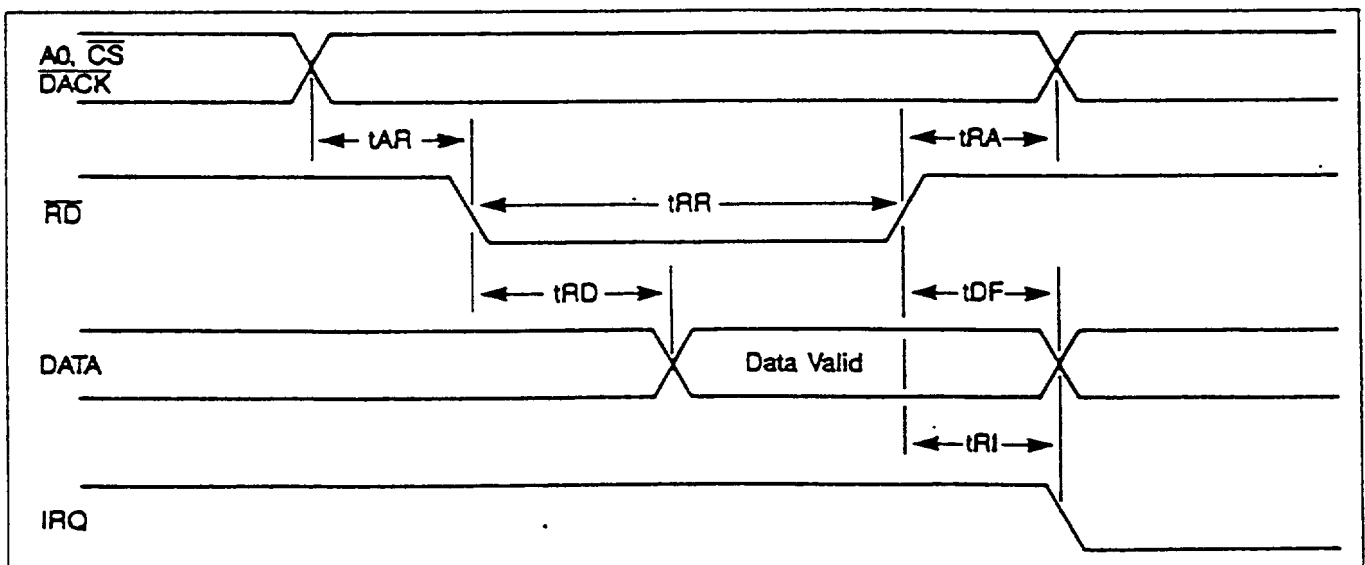 A0, CS
DACK
tAR
tRA
RD
tRR
tRD
tDF
DATA
Data Valid
tRI
IRQ